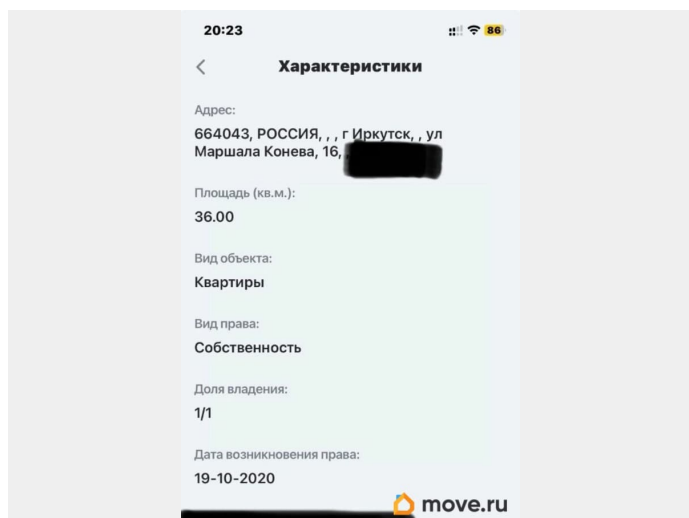 20:23
86
Характеристики
Адрес:
664043, РОССИЯ, , , г Иркутск, , ул
Маршала Конева, 16,
Площадь (кв.м.):
36.00
Вид объекта:
Квартиры
Вид права:
Собственность
Доля владения:
1/1
Дата возникновения права:
19-10-2020
move.ru